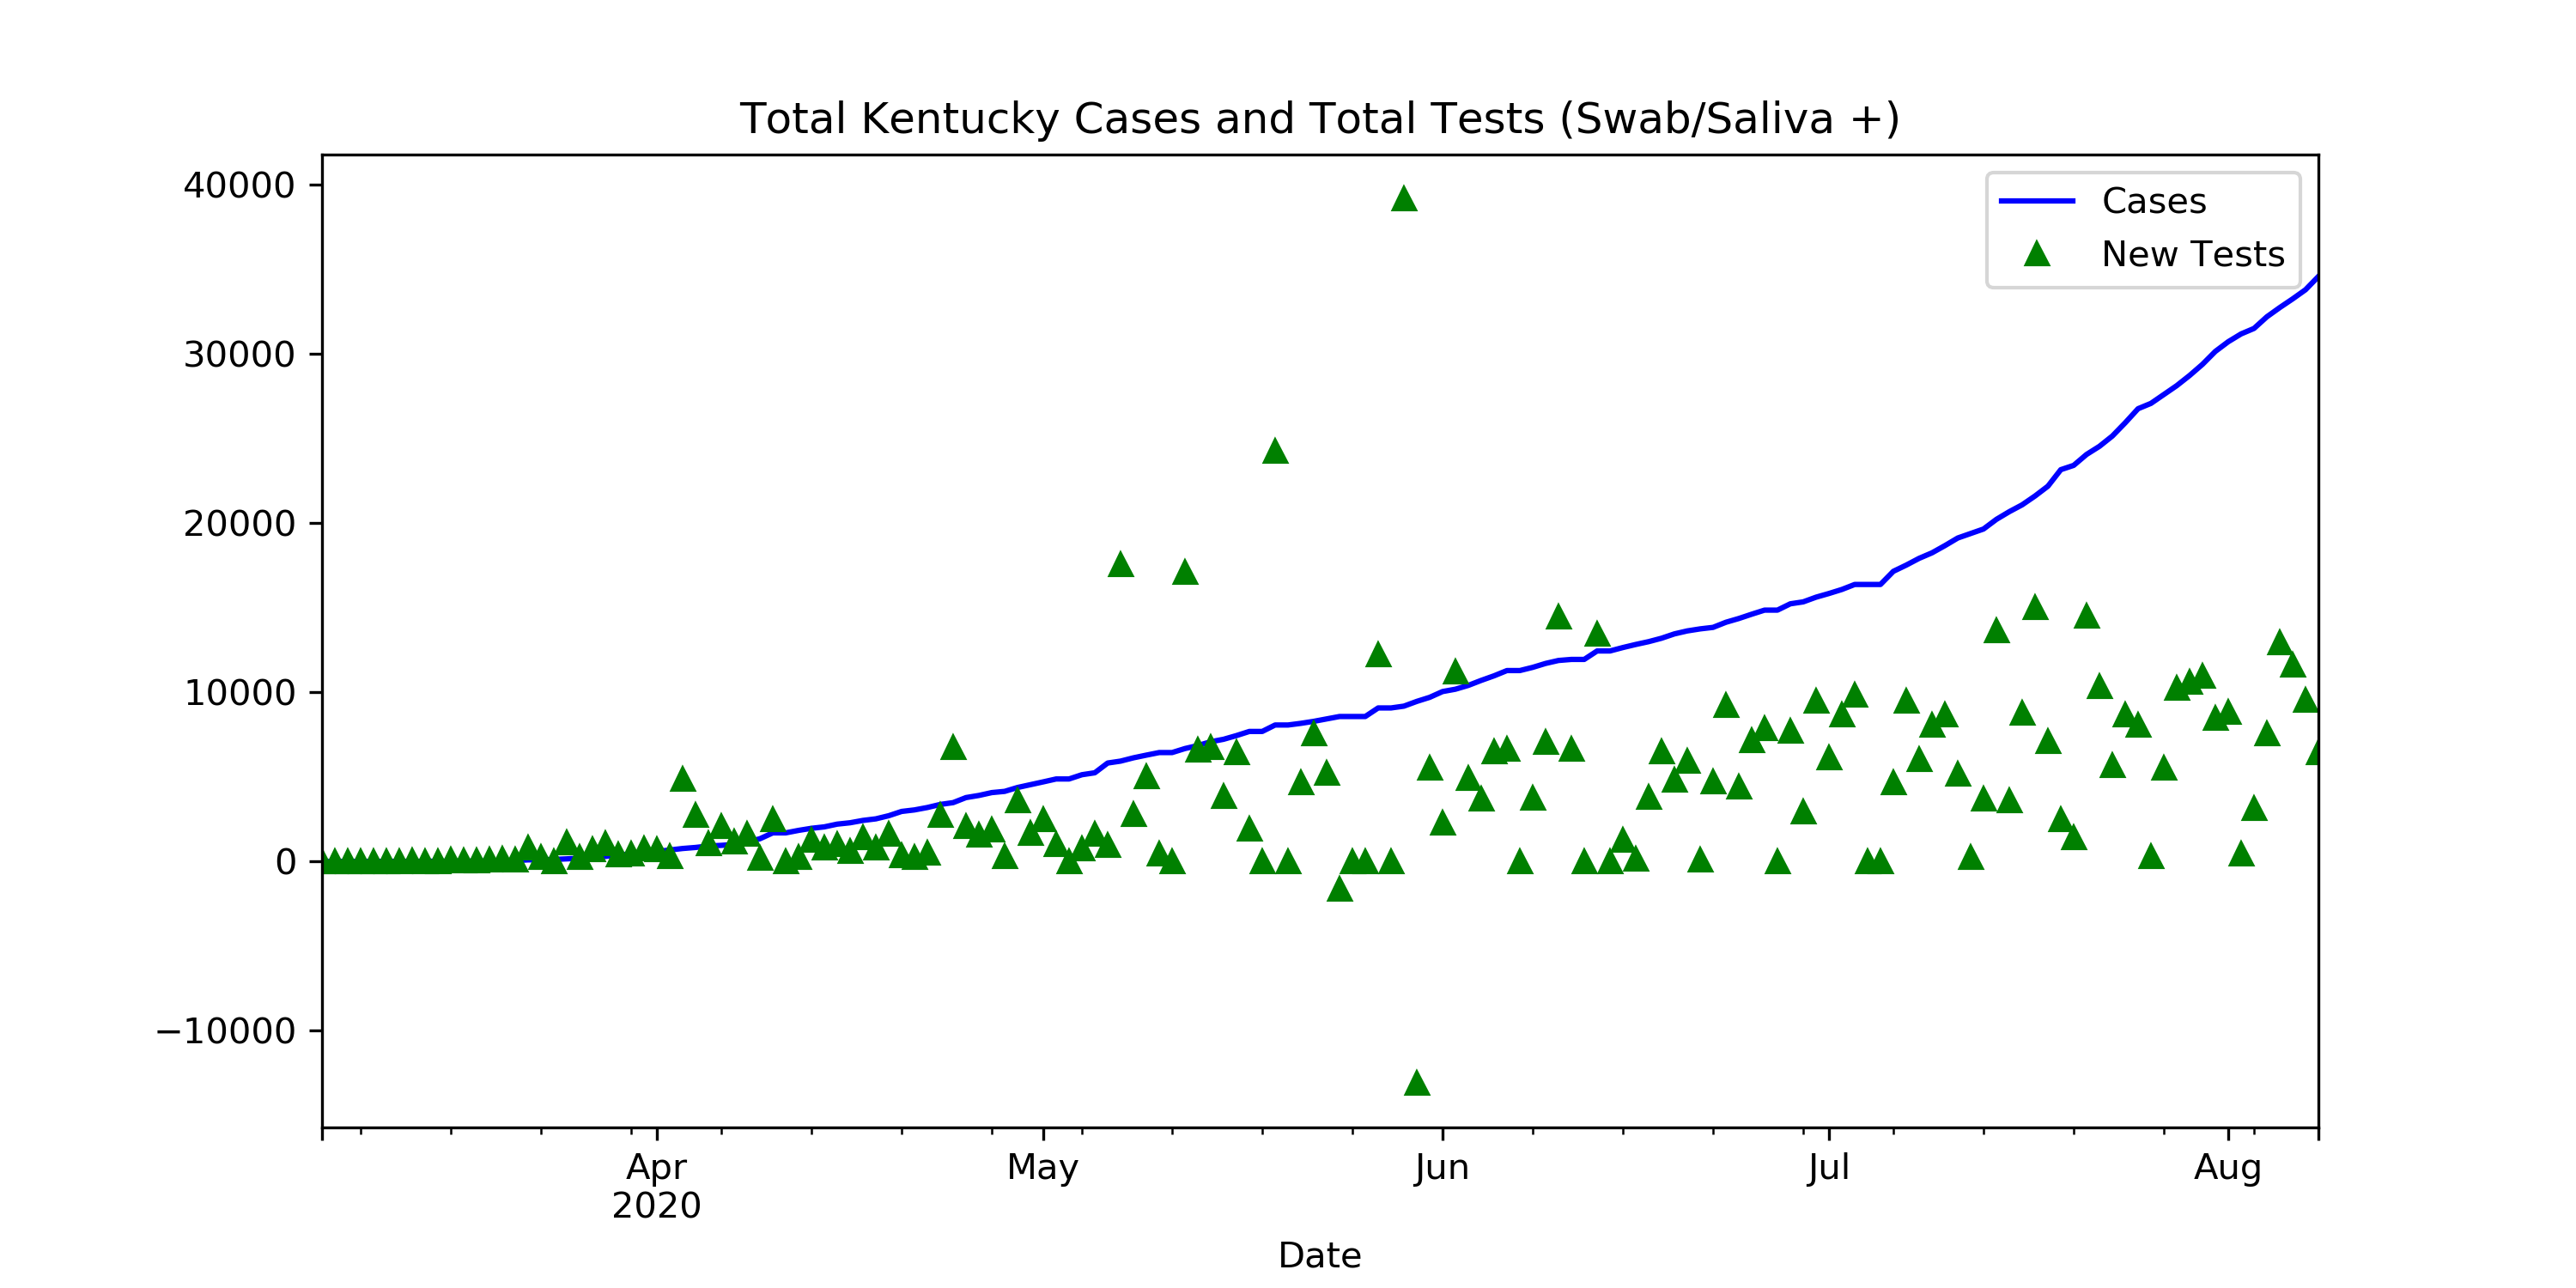 Total Kentucky Cases and Total Tests (Swab/Saliva +)
Cases
New Tests
40000
30000
20000
10000
0
−10000
Apr
2020
May
Jun
Jul
Aug
Date